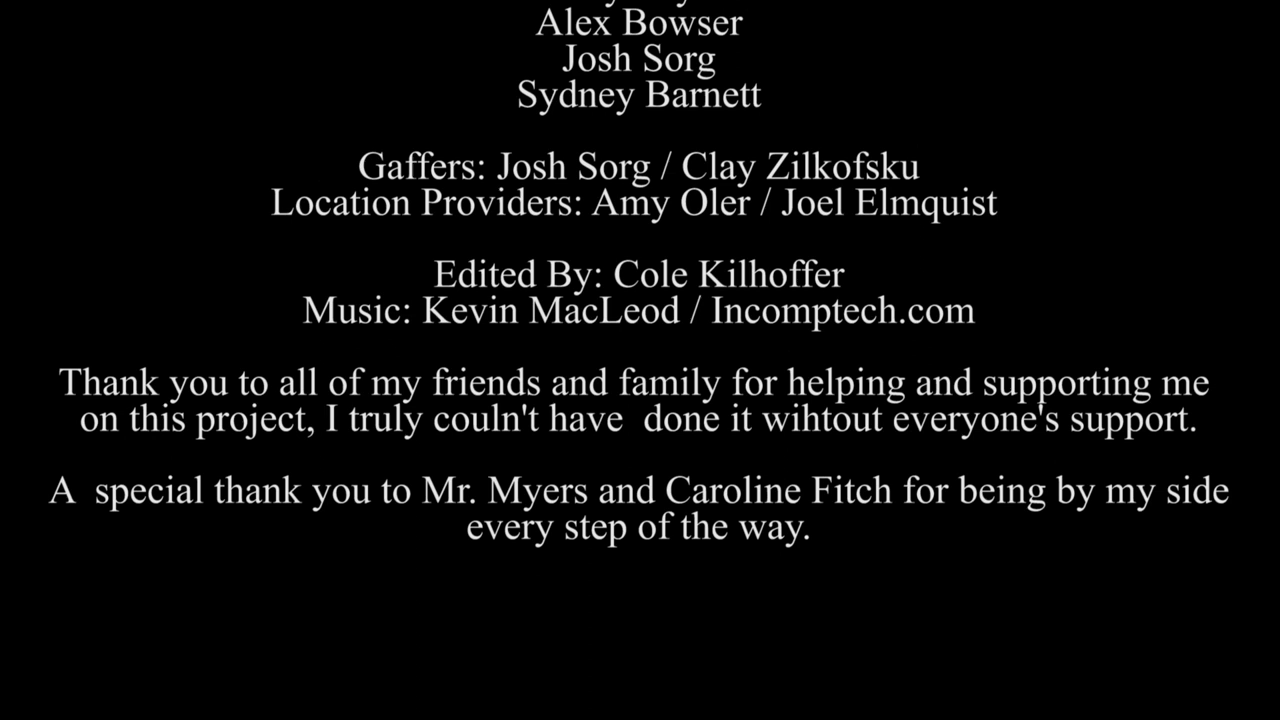 Alex Bowser
Josh Sorg
Sydney Barnett
Gaffers: Josh Sorg / Clay Zilkofsku
Location Providers: Amy Oler / Joel Elmquist
Edited By: Cole Kilhoffer
Music: Kevin MacLeod / Incomptech.com
Thank you to all of my friends and family for helping and supporting me
on this project, I truly couln't have  done it wihtout everyone's support.
A  special thank you to Mr. Myers and Caroline Fitch for being by my side
every step of the way.